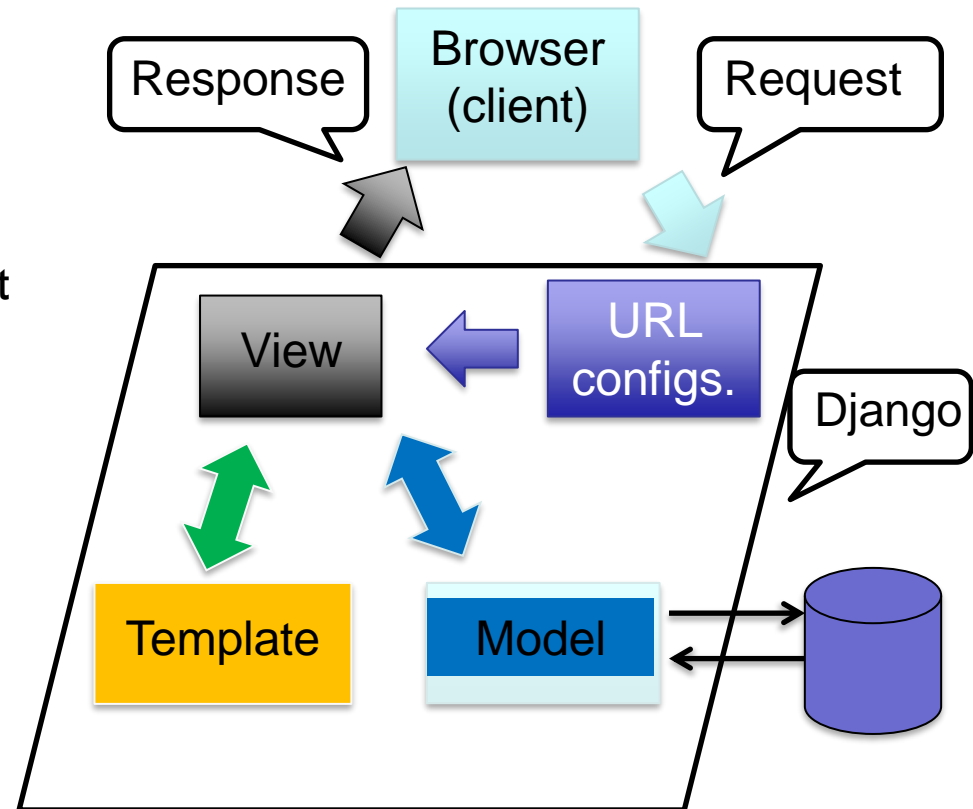 Response
Browser
(client)
Request
t
View
URL
configs.
Django
Template
Model